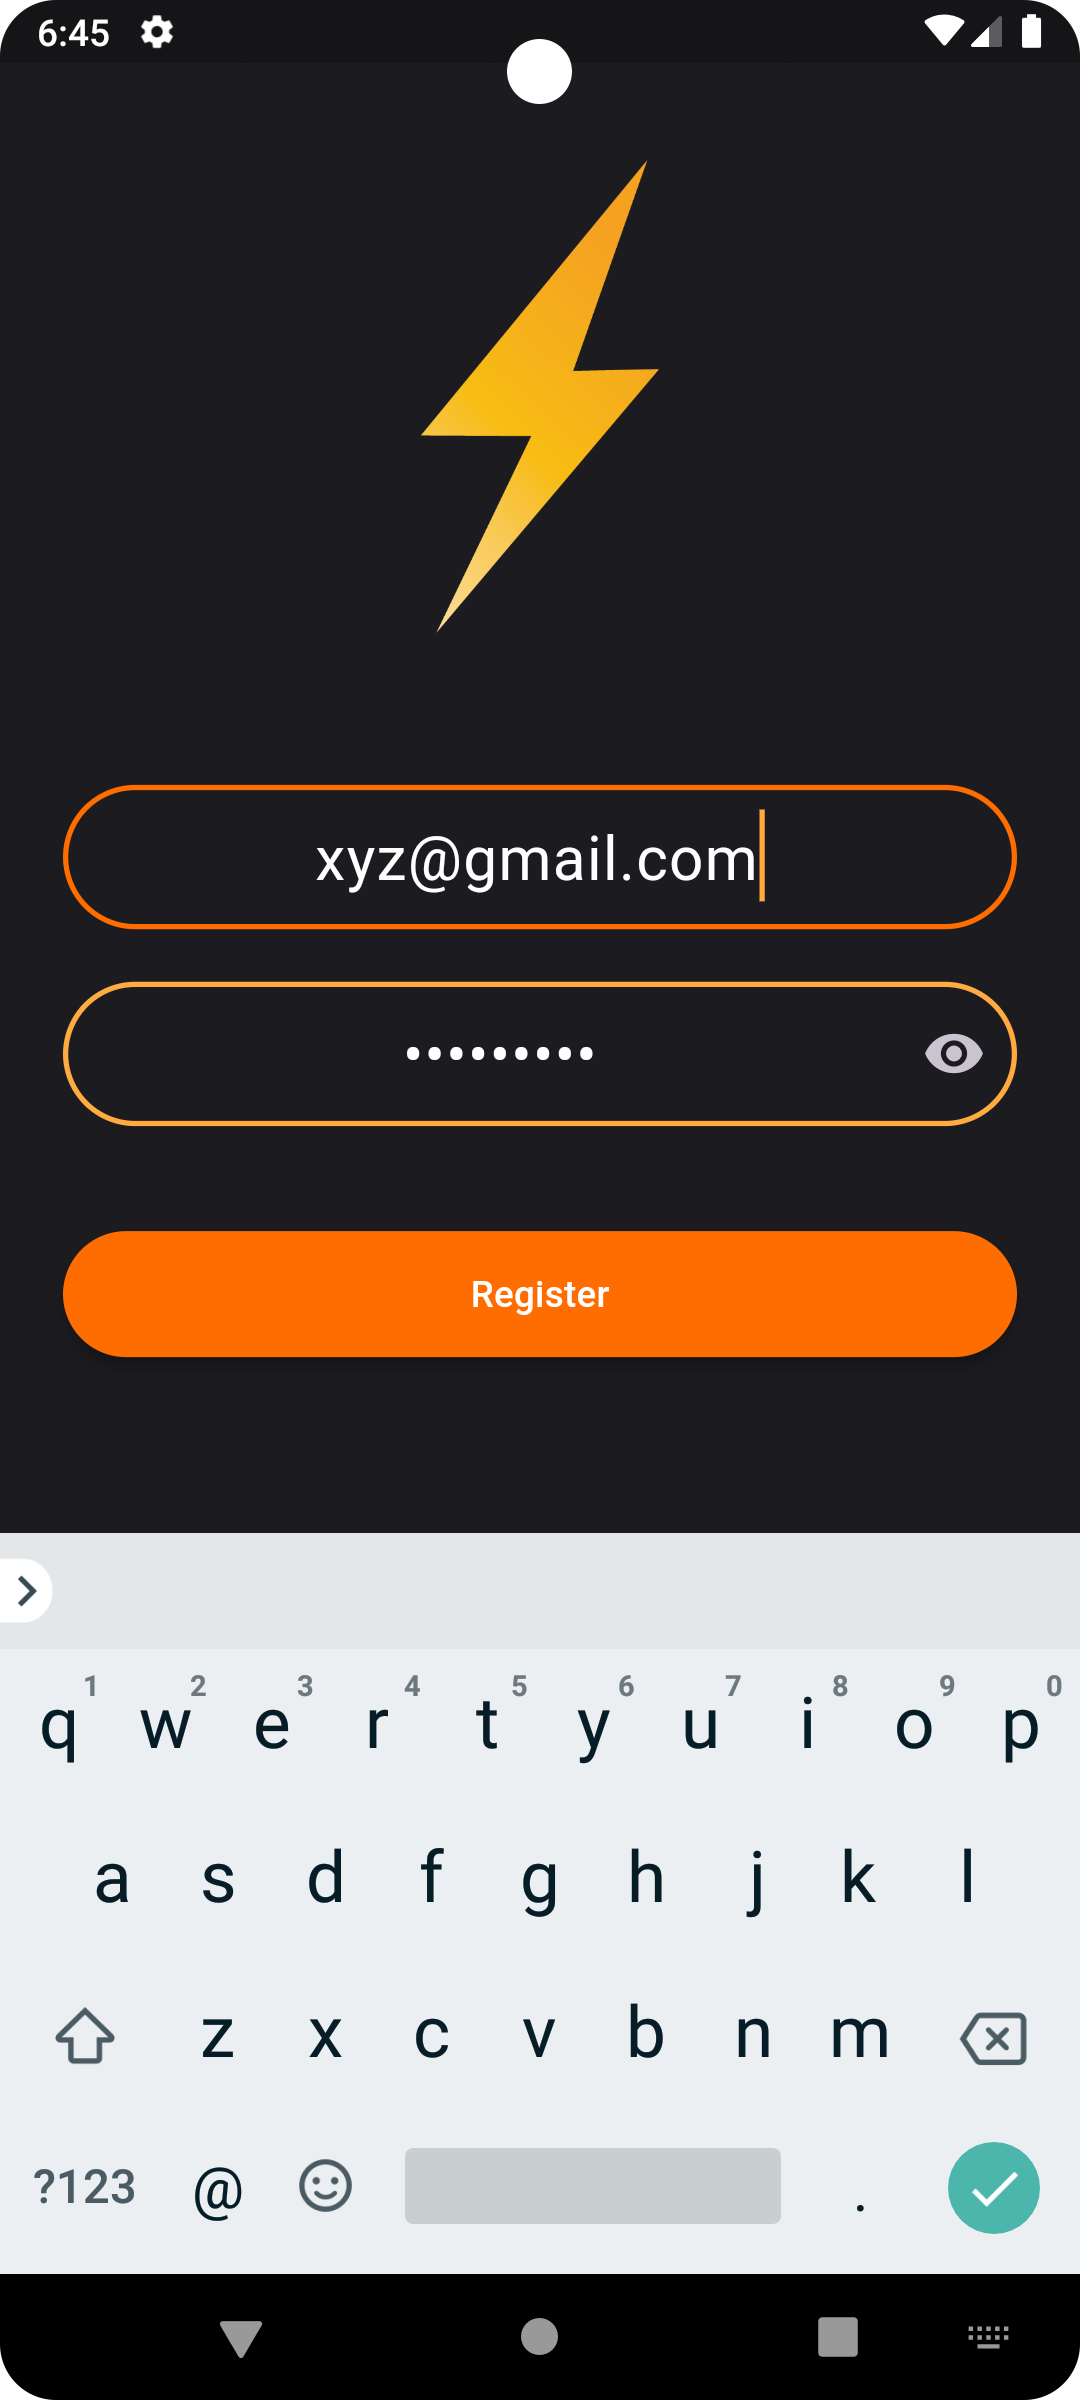 6:45
xyz@gmail.com
•••••••••
Register
1 2 3 4 5 6 7 8 9 0
q w e r t y u i o p
a s d f g h j k l
z x c v b n m
?123 @ .